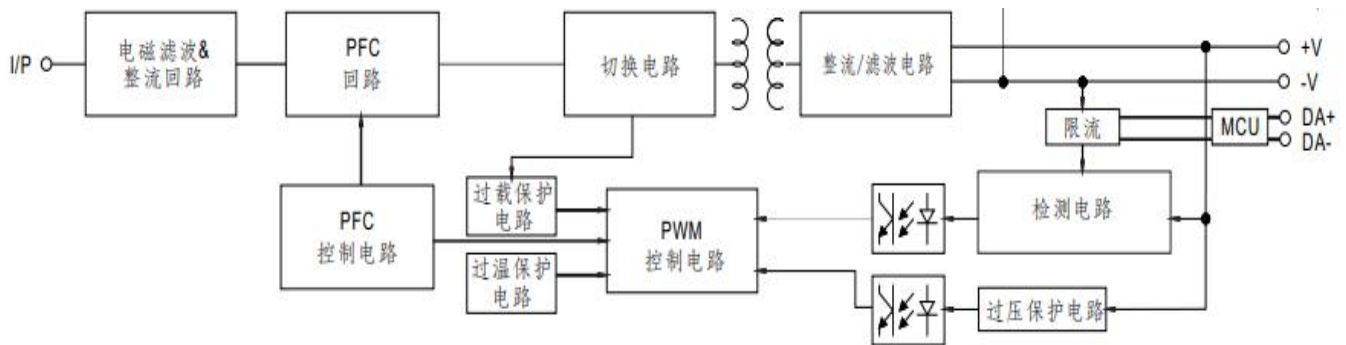 I/P
电磁滤波&
整流回路
PFC
回路
切换电路
整流/滤波电路
+V
-V
限流
MCU
DA+
DA-
PFC
控制电路
过载保护
电路
过温保护
电路
PWM
控制电路
检测电路
过压保护电路